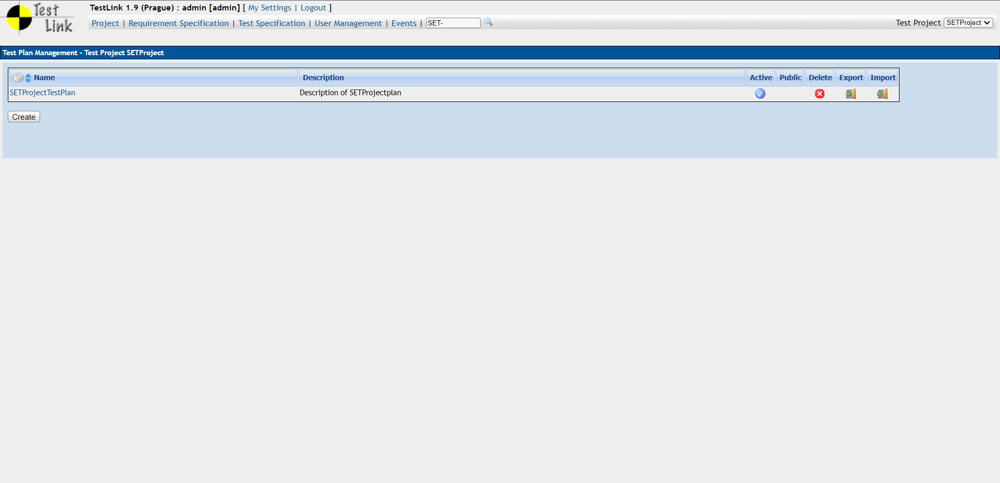 Test Link
TestLink 1.9 (Prague) : admin [admin] [ My Settings | Logout ]
Project | Requirement Specification | Test Specification | User Management | Events | SET-
Test Project SETProject
Test Plan Management - Test Project SETProject
Name Description Active Public Delete Export Import
SETProjectTestPlan Description of SETProjectplan
Create